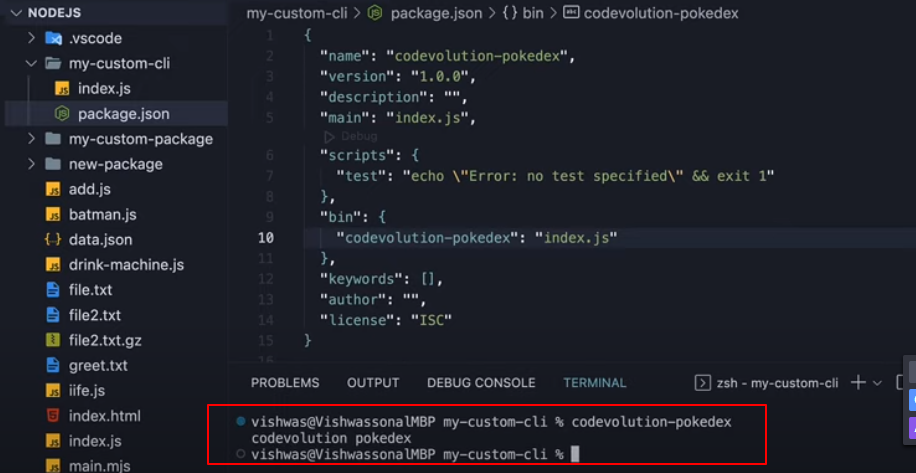 NODEJS
.vscode
my-custom-cli
index.js
package.json
my-custom-package
new-package
add.js
batman.js
data.json
drink-machine.js
file.txt
file2.txt
file2.txt.gz
greet.txt
iife.js
index.html
index.js
main.mjs
my-custom-cli > package.json > {} bin > codevolution-pokedex
1 {
2 "name": "codevolution-pokedex",
3 "version": "1.0.0",
4 "description": "",
5 "main": "index.js",
Debug
6 "scripts": {
7 "test": "echo \"Error: no test specified\" && exit 1"
8 },
9 "bin": {
10 "codevolution-pokedex": "index.js"
11 },
12 "keywords": [],
13 "author": "",
14 "license": "ISC"
15 }
16
PROBLEMS OUTPUT DEBUG CONSOLE TERMINAL zsh - my-custom-cli
vishwas@VishwassonalMBP my-custom-cli % codevolution-pokedex
codevolution pokedex
vishwas@VishwassonalMBP my-custom-cli %